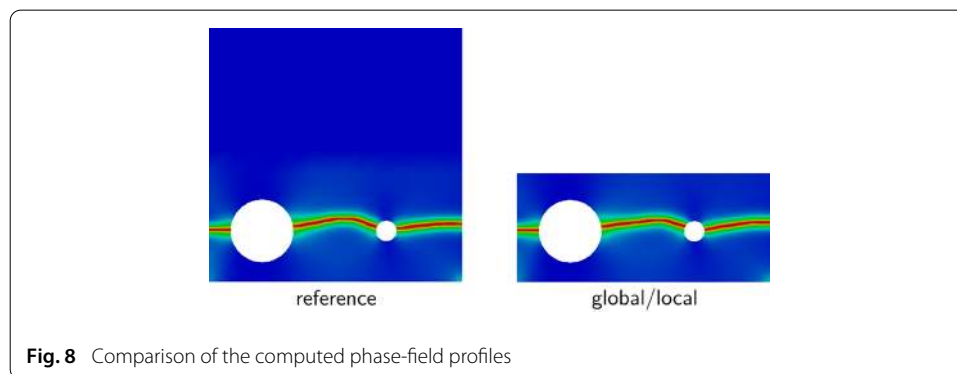 reference
global/local
Fig. 8 Comparison of the computed phase-field profiles